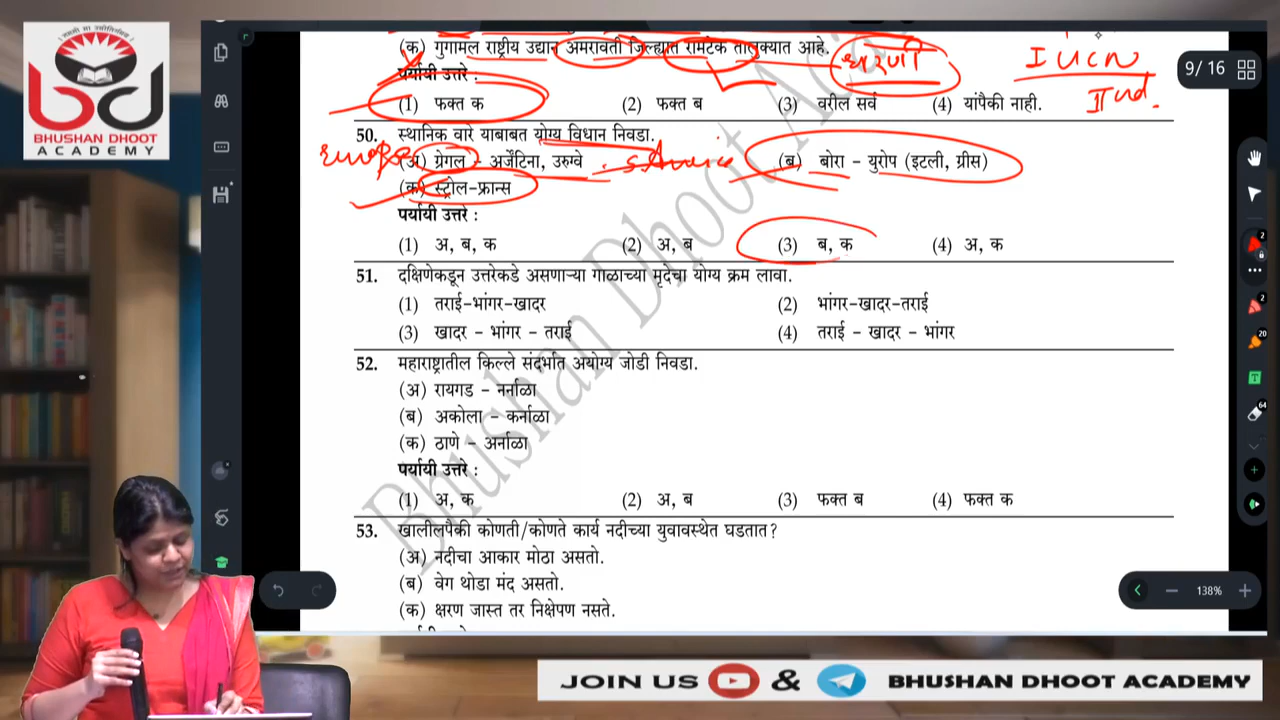 BHUSHAN DHOOT
ACADEMY
(क) गुगामल राष्ट्रीय उद्यान अमरावती जिल्ह्यात रामटेक तालुक्यात आहे.
धारणी
IUCN
II nd.
पर्यायी उत्तरे :
(1) फक्त क (2) फक्त ब (3) वरील सर्व (4) यांपैकी नाही.
50. स्थानिक वारे याबाबत योग्य विधान निवडा.
(अ) ग्रेगल - अर्जेंटिना, उरुग्वे (ब) बोरा - युरोप (इटली, ग्रीस)
(क) स्ट्रोल-फ्रान्स
पर्यायी उत्तरे :
(1) अ, ब, क (2) अ, ब (3) ब, क (4) अ, क
51. दक्षिणेकडून उत्तरेकडे असणाऱ्या गाळाच्या मृदेचा योग्य क्रम लावा.
(1) तराई-भांगर-खादर (2) भांगर-खादर-तराई
(3) खादर - भांगर - तराई (4) तराई - खादर - भांगर
52. महाराष्ट्रातील किल्ले संदर्भात अयोग्य जोडी निवडा.
(अ) रायगड - नर्नाळा
(ब) अकोला - कर्नाळा
(क) ठाणे - अर्नाळा
पर्यायी उत्तरे :
(1) अ, क (2) अ, ब (3) फक्त ब (4) फक्त क
53. खालीलपैकी कोणती/कोणते कार्य नदीच्या युवावस्थेत घडतात?
(अ) नदीचा आकार मोठा असतो.
(ब) वेग थोडा मंद असतो.
(क) क्षरण जास्त तर निक्षेपण नसते.
Bhushan Dhoot
9/16
138%
JOIN US & BHUSHAN DHOOT ACADEMY